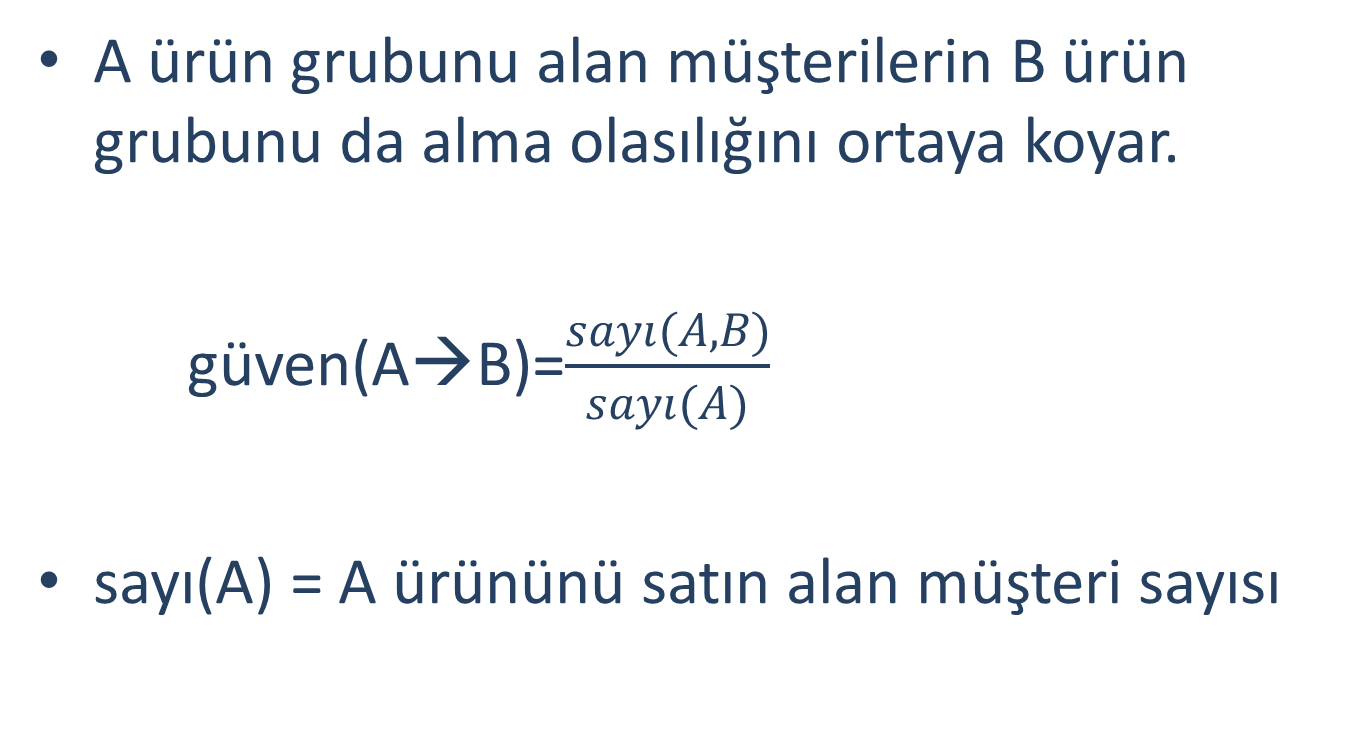 • A ürün grubunu alan müşterilerin B ürün
grubunu da alma olasılığını ortaya koyar.
güven(A→B)=sayı(A,B)/sayı(A)
• sayı(A) = A ürününü satın alan müşteri sayısı